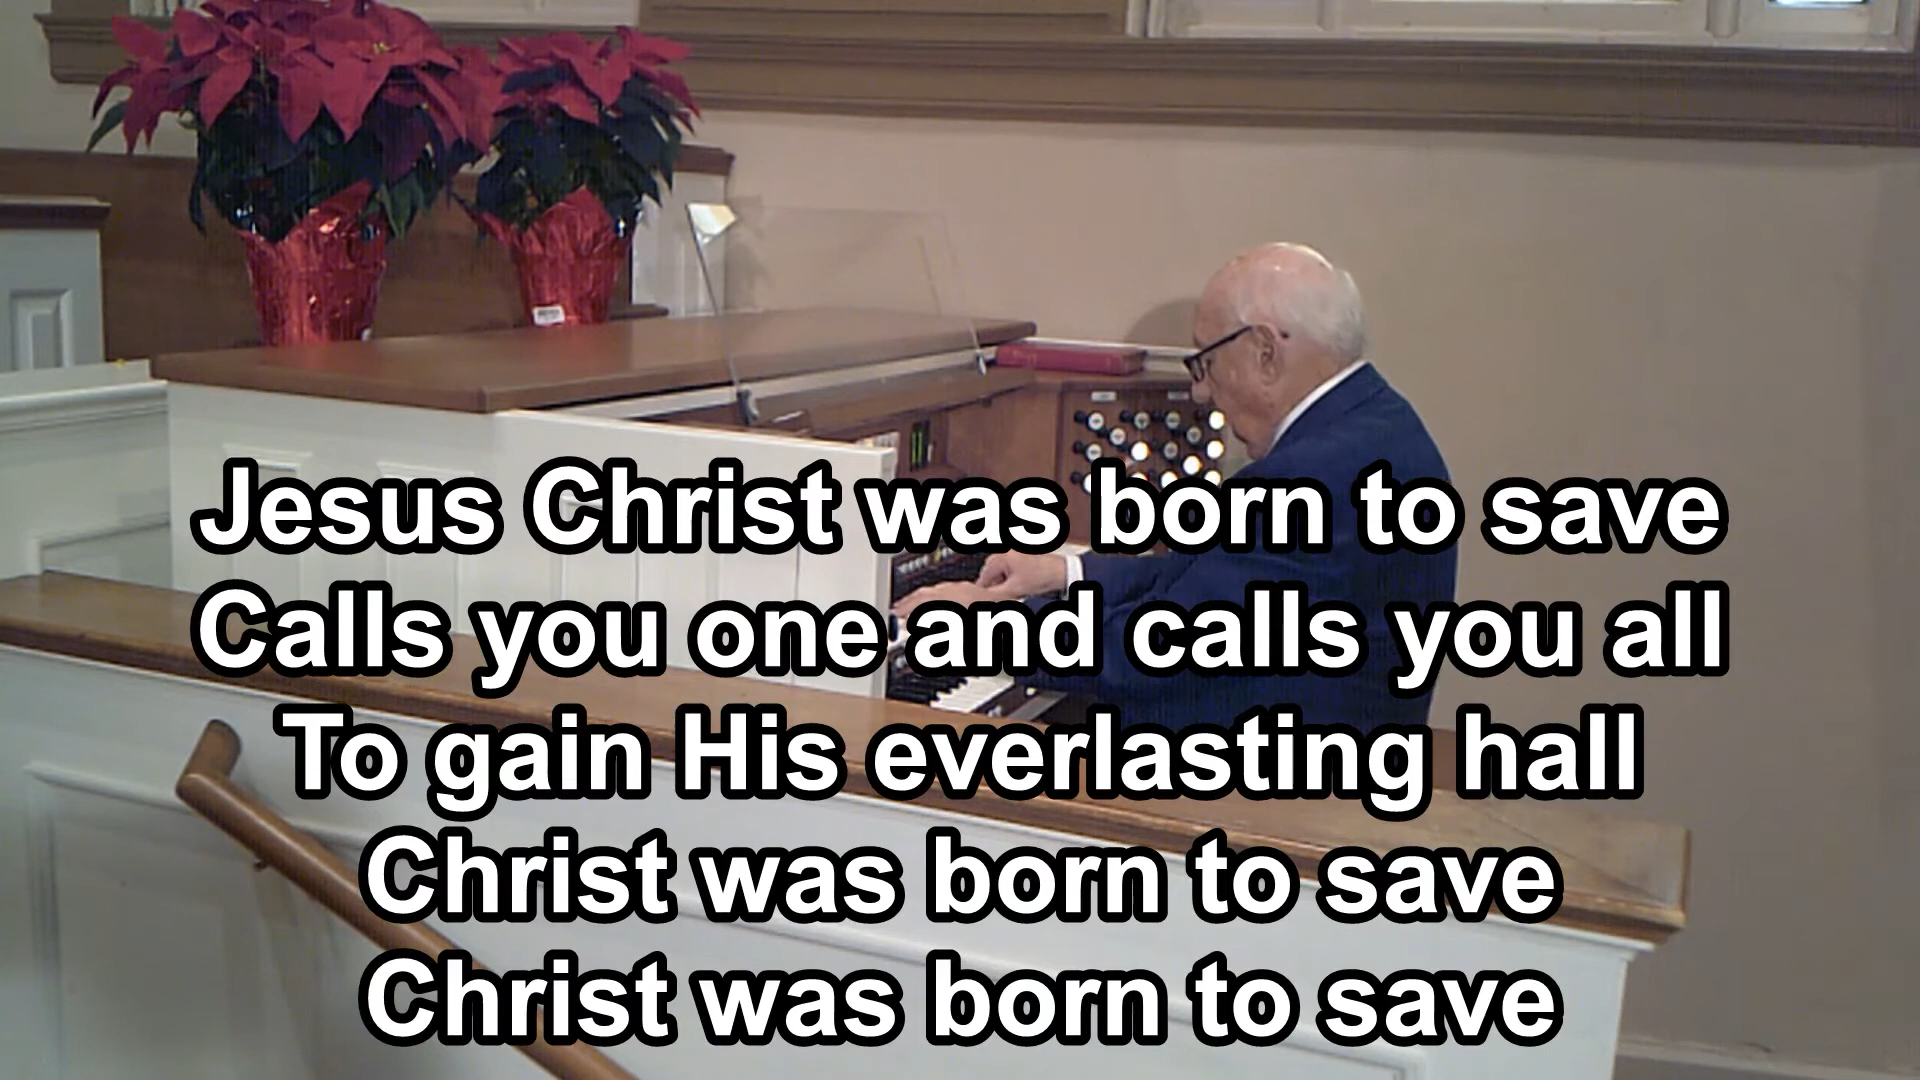 Jesus Christ was born to save
Calls you one and calls you all
To gain His everlasting hall
Christ was born to save
Christ was born to save